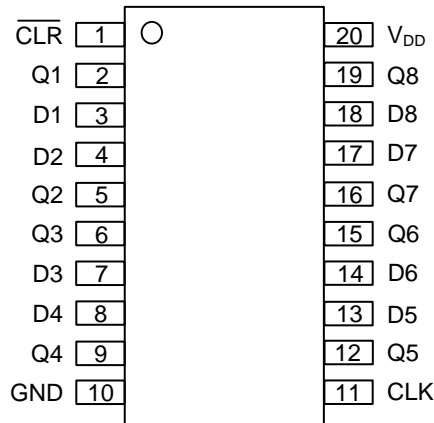 C̅L̅R̅ 1 20 V_DD
Q1 2 19 Q8
D1 3 18 D8
D2 4 17 D7
Q2 5 16 Q7
Q3 6 15 Q6
D3 7 14 D6
D4 8 13 D5
Q4 9 12 Q5
GND 10 11 CLK